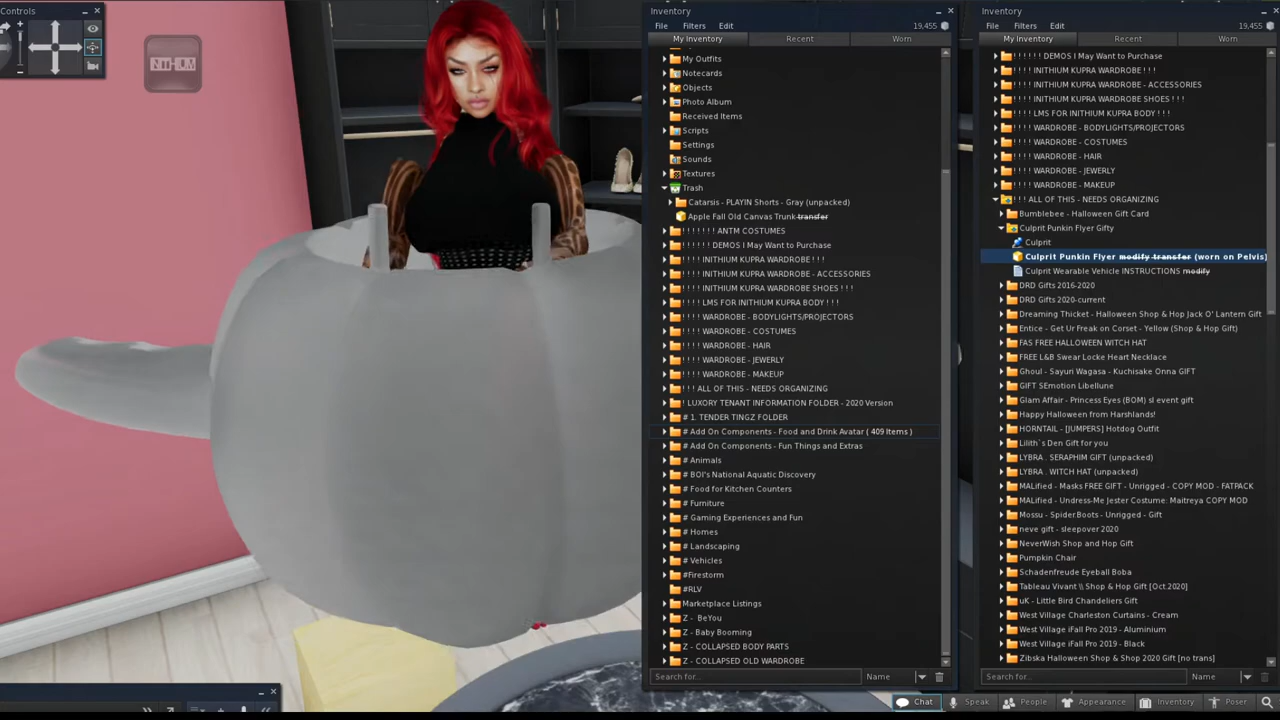 Controls
INITHIUM
Inventory
19,455
File Filters Edit
My Inventory Recent Worn
My Outfits
Notecards
Objects
Photo Album
Received Items
Scripts
Settings
Sounds
Textures
Trash
Catarsis - PLAYIN Shorts - Gray (unpacked)
Apple Fall Old Canvas Trunk transfer
! ! ! ! ! ! ! ANTM COSTUMES
! ! ! ! ! ! DEMOS I May Want to Purchase
! ! ! ! INITHIUM KUPRA WARDROBE ! ! !
! ! ! ! INITHIUM KUPRA WARDROBE - ACCESSORIES
! ! ! ! INITHIUM KUPRA WARDROBE SHOES ! ! !
! ! ! ! LMS FOR INITHIUM KUPRA BODY ! ! !
! ! ! ! WARDROBE - BODYLIGHTS/PROJECTORS
! ! ! ! WARDROBE - COSTUMES
! ! ! ! WARDROBE - HAIR
! ! ! ! WARDROBE - JEWERLY
! ! ! ! WARDROBE - MAKEUP
! ! ! ALL OF THIS - NEEDS ORGANIZING
! LUXORY TENANT INFORMATION FOLDER - 2020 Version
# 1. TENDER TINGZ FOLDER
# Add On Components - Food and Drink Avatar ( 409 Items )
# Add On Components - Fun Things and Extras
# Animals
# BOI's National Aquatic Discovery
# Food for Kitchen Counters
# Furniture
# Gaming Experiences and Fun
# Homes
# Landscaping
# Vehicles
#Firestorm
#RLV
Marketplace Listings
Z - BeYou
Z - Baby Booming
Z - COLLAPSED BODY PARTS
Z - COLLAPSED OLD WARDROBE
Search for... Name
Inventory
19,455
File Filters Edit
My Inventory Recent Worn
! ! ! ! ! ! DEMOS I May Want to Purchase
! ! ! ! INITHIUM KUPRA WARDROBE ! ! !
! ! ! ! INITHIUM KUPRA WARDROBE - ACCESSORIES
! ! ! ! INITHIUM KUPRA WARDROBE SHOES ! ! !
! ! ! ! LMS FOR INITHIUM KUPRA BODY ! ! !
! ! ! ! WARDROBE - BODYLIGHTS/PROJECTORS
! ! ! ! WARDROBE - COSTUMES
! ! ! ! WARDROBE - HAIR
! ! ! ! WARDROBE - JEWERLY
! ! ! ! WARDROBE - MAKEUP
! ! ! ALL OF THIS - NEEDS ORGANIZING
Bumblebee - Halloween Gift Card
Culprit Punkin Flyer Gifty
Culprit
Culprit Punkin Flyer modify transfer (worn on Pelvis)
Culprit Wearable Vehicle INSTRUCTIONS modify
DRD Gifts 2016-2020
DRD Gifts 2020-current
Dreaming Thicket - Halloween Shop & Hop Jack O' Lantern Gift
Entice - Get Ur Freak on Corset - Yellow (Shop & Hop Gift)
FAS FREE HALLOWEEN WITCH HAT
FREE L&B Swear Locke Heart Necklace
Ghoul - Sayuri Wagasa - Kuchisake Onna GIFT
GIFT SEmotion Libellune
Glam Affair - Princess Eyes (BOM) sl event gift
Happy Halloween from Harshlands!
HORNTAIL - [JUMPERS] Hotdog Outfit
Lilith`s Den Gift for you
LYBRA . SERAPHIM GIFT (unpacked)
LYBRA . WITCH HAT (unpacked)
MALified - Masks FREE GIFT - Unrigged - COPY MOD - FATPACK
MALified - Undress-Me Jester Costume: Maitreya COPY MOD
Mossu - Spider.Boots - Unrigged - Gift
neve gift - sleepover 2020
NeverWish Shop and Hop Gift
Pumpkin Chair
Schadenfreude Eyeball Boba
Tableau Vivant \\ Shop & Hop Gift [Oct.2020]
uK - Little Bird Chandeliers Gift
West Village Charleston Curtains - Cream
West Village iFall Pro 2019 - Aluminium
West Village iFall Pro 2019 - Black
Zibska Halloween Shop & Shop 2020 Gift [no trans]
Search for... Name
Chat Speak People Appearance Inventory Poser